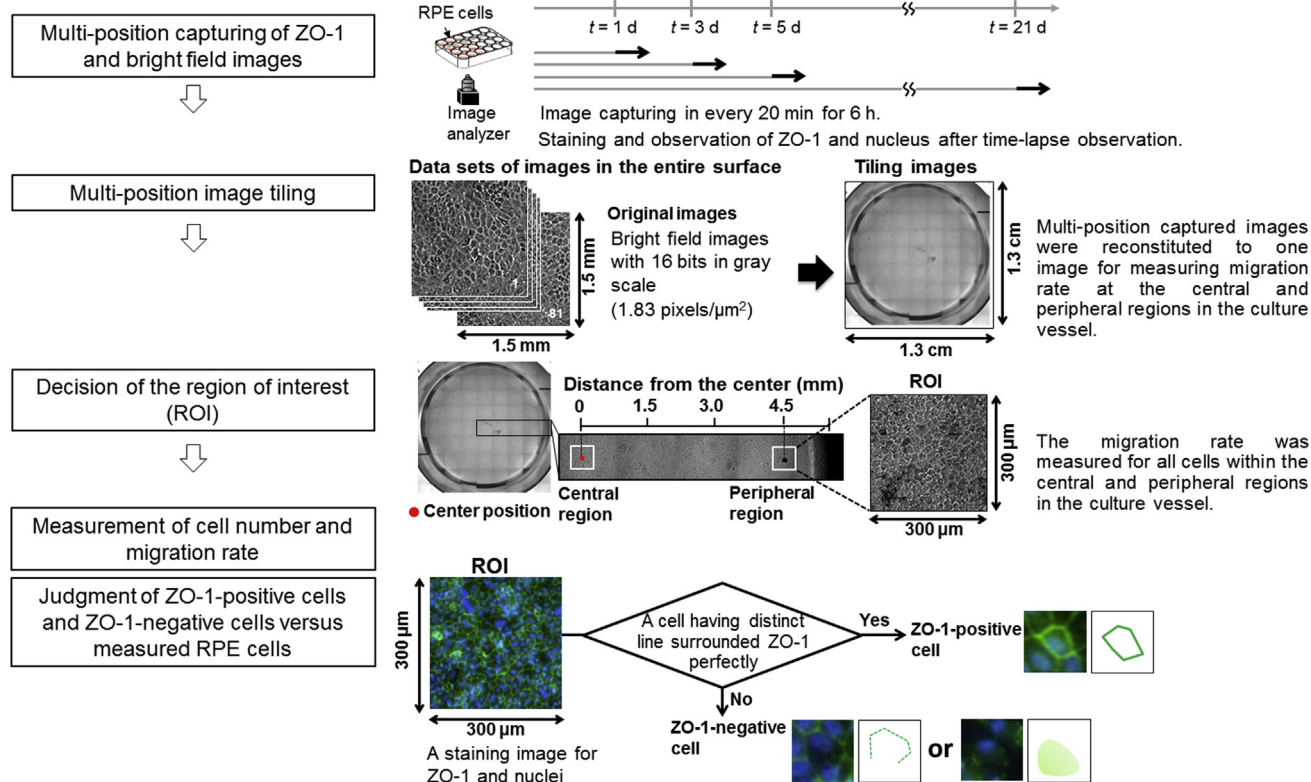 Multi-position capturing of ZO-1
and bright field images
RPE cells
t = 1 d
t = 3 d
t = 5 d
t = 21 d
Image
analyzer
Image capturing in every 20 min for 6 h.
Staining and observation of ZO-1 and nucleus after time-lapse observation.
Multi-position image tiling
Data sets of images in the entire surface
1
81
1.5 mm
1.5 mm
Original images
Bright field images
with 16 bits in gray
scale
(1.83 pixels/µm²)
Tiling images
1.3 cm
1.3 cm
Multi-position captured images
were reconstituted to one
image for measuring migration
rate at the central and
peripheral regions in the culture
vessel.
Decision of the region of interest
(ROI)
Center position
Distance from the center (mm)
0 1.5 3.0 4.5
Central
region
Peripheral
region
ROI
300 µm
300 µm
The migration rate was
measured for all cells within the
central and peripheral regions
in the culture vessel.
Measurement of cell number and
migration rate
Judgment of ZO-1-positive cells
and ZO-1-negative cells versus
measured RPE cells
ROI
300 µm
300 µm
A staining image for
ZO-1 and nuclei
A cell having distinct
line surrounded ZO-1
perfectly
Yes
ZO-1-positive
cell
No
ZO-1-negative
cell
or